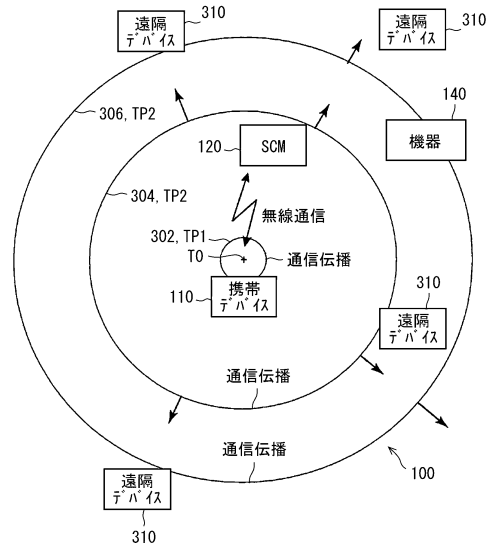 310
遠隔
デバイス
遠隔
デバイス
310
306, TP2
140
機器
120
SCM
304, TP2
無線通信
302, TP1
T0
通信伝播
110
携帯
デバイス
310
遠隔
デバイス
通信伝播
通信伝播
100
遠隔
デバイス
310